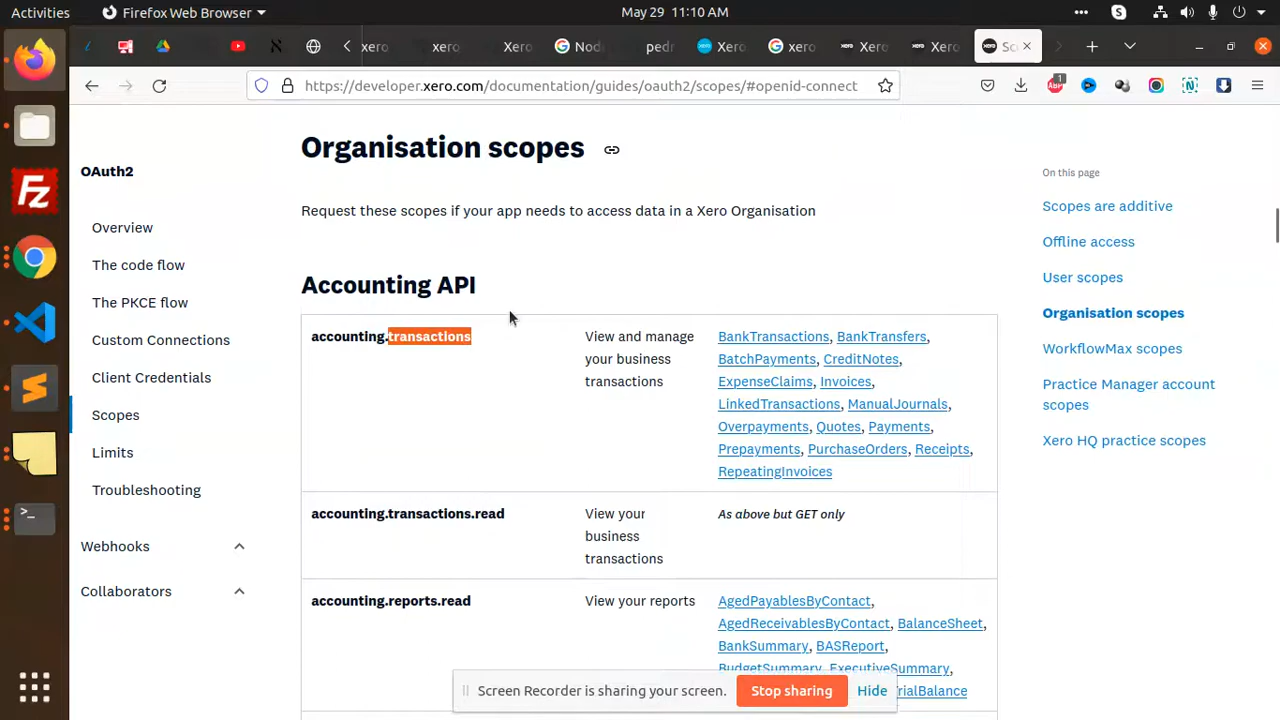 Activities
Firefox Web Browser
May 29 11:10 AM
xero
xero
Xero
Nod
pedr
Xero
xero
Xero
Xero
Sc
https://developer.xero.com/documentation/guides/oauth2/scopes/#openid-connect
1
OAuth2
Overview
The code flow
The PKCE flow
Custom Connections
Client Credentials
Scopes
Limits
Troubleshooting
Webhooks
Collaborators
Organisation scopes
Request these scopes if your app needs to access data in a Xero Organisation
Accounting API
accounting.transactions
View and manage
your business
transactions
BankTransactions, BankTransfers,
BatchPayments, CreditNotes,
ExpenseClaims, Invoices,
LinkedTransactions, ManualJournals,
Overpayments, Quotes, Payments,
Prepayments, PurchaseOrders, Receipts,
RepeatingInvoices
accounting.transactions.read
View your
business
transactions
As above but GET only
accounting.reports.read
View your reports
AgedPayablesByContact,
AgedReceivablesByContact, BalanceSheet,
BankSummary, BASReport,
BudgetSummary, ExecutiveSummary,
rialBalance
On this page
Scopes are additive
Offline access
User scopes
Organisation scopes
WorkflowMax scopes
Practice Manager account
scopes
Xero HQ practice scopes
Screen Recorder is sharing your screen.
Stop sharing
Hide